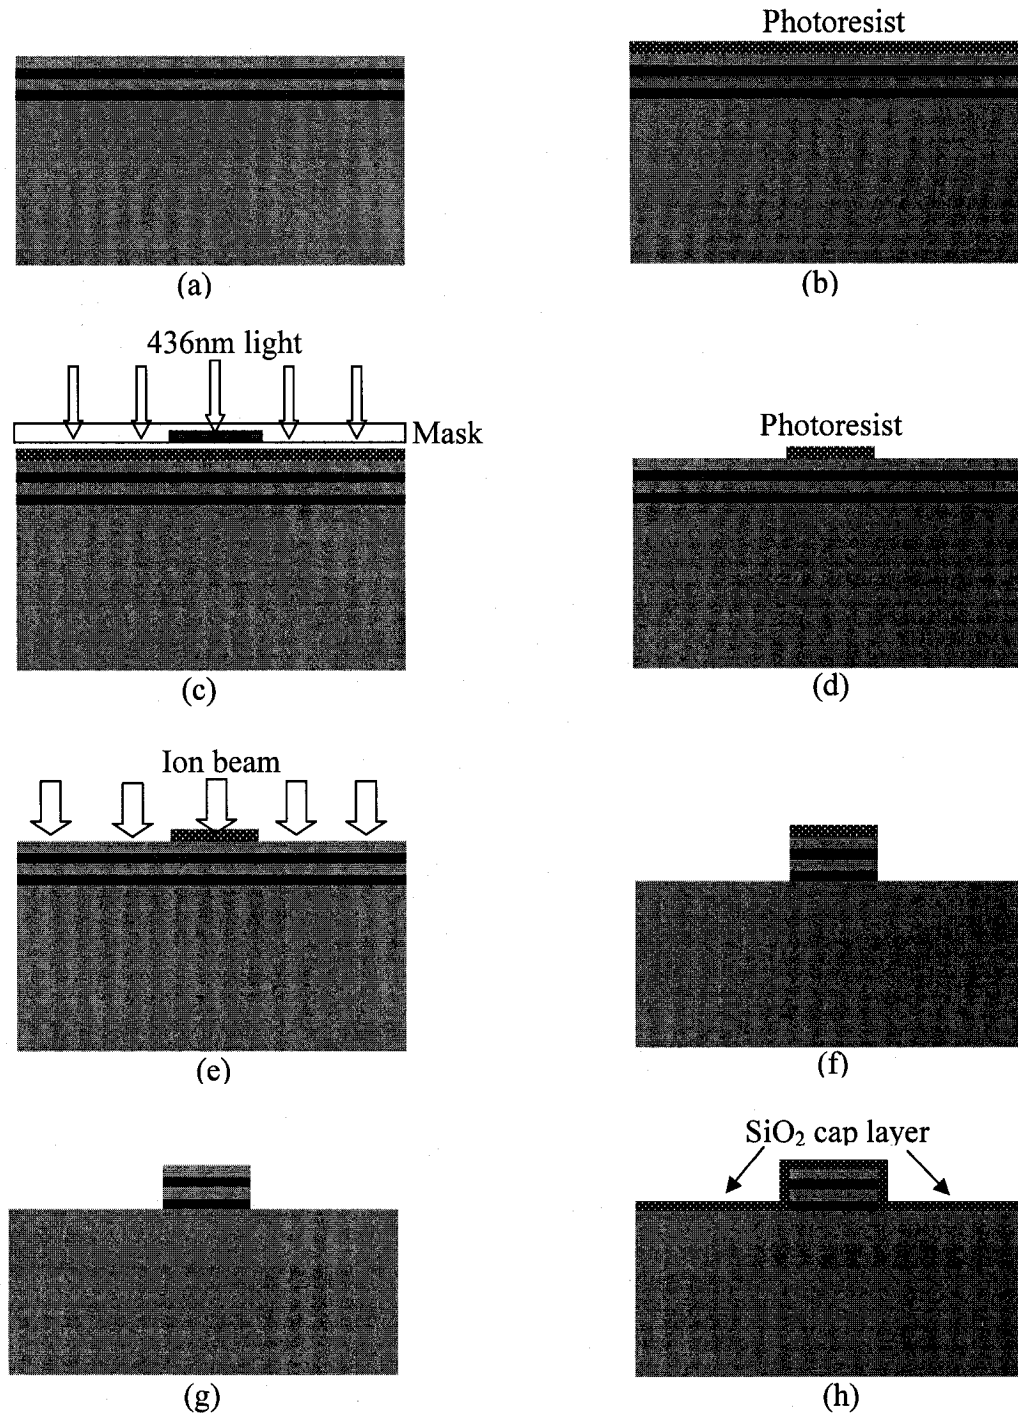 Photoresist
(a)
(b)
436nm light
Mask
Photoresist
(c)
(d)
Ion beam
(e)
(f)
SiO₂ cap layer
(g)
(h)